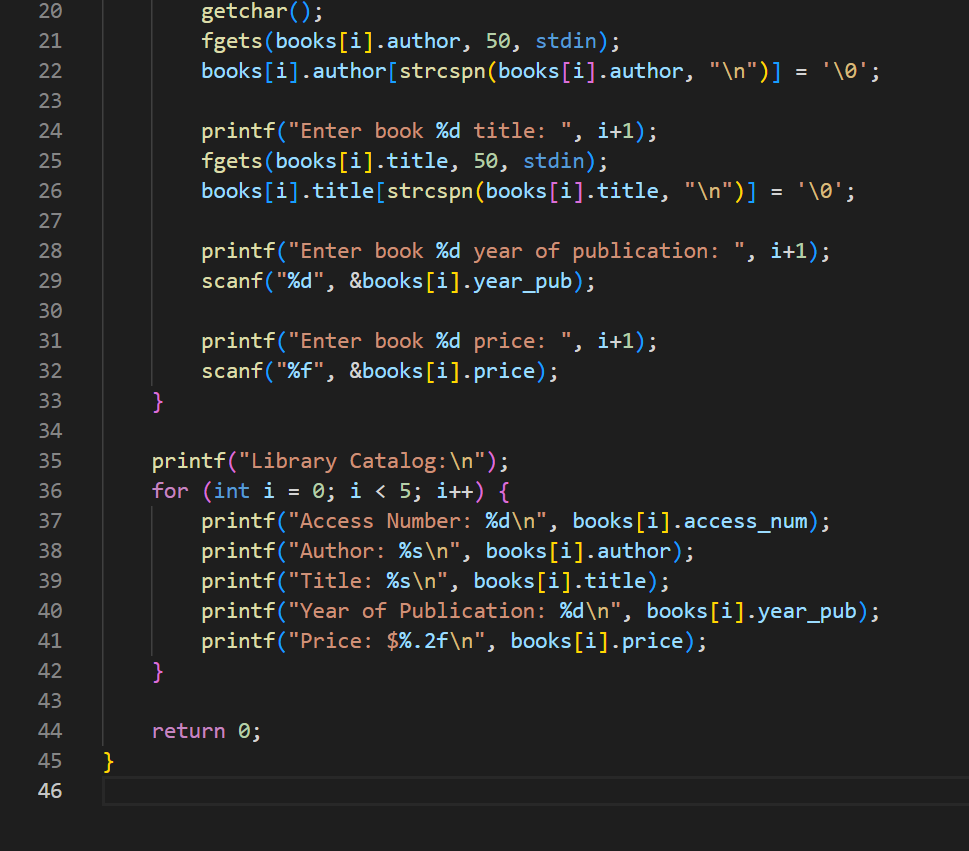 20 getchar();
21 fgets(books[i].author, 50, stdin);
22 books[i].author[strcspn(books[i].author, "\n")] = '\0';
23
24 printf("Enter book %d title: ", i+1);
25 fgets(books[i].title, 50, stdin);
26 books[i].title[strcspn(books[i].title, "\n")] = '\0';
27
28 printf("Enter book %d year of publication: ", i+1);
29 scanf("%d", &books[i].year_pub);
30
31 printf("Enter book %d price: ", i+1);
32 scanf("%f", &books[i].price);
33 }
34
35 printf("Library Catalog:\n");
36 for (int i = 0; i < 5; i++) {
37 printf("Access Number: %d\n", books[i].access_num);
38 printf("Author: %s\n", books[i].author);
39 printf("Title: %s\n", books[i].title);
40 printf("Year of Publication: %d\n", books[i].year_pub);
41 printf("Price: $%.2f\n", books[i].price);
42 }
43
44 return 0;
45 }
46